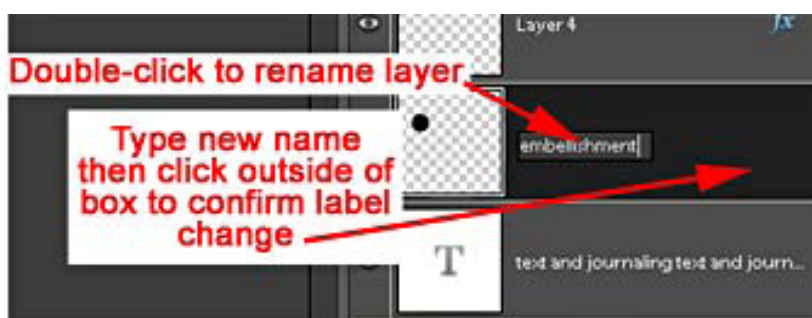 Layer 4 fx
Double-click to rename layer
embellishment
Type new name
then click outside of
box to confirm label
change
T text and journaling text and journ...